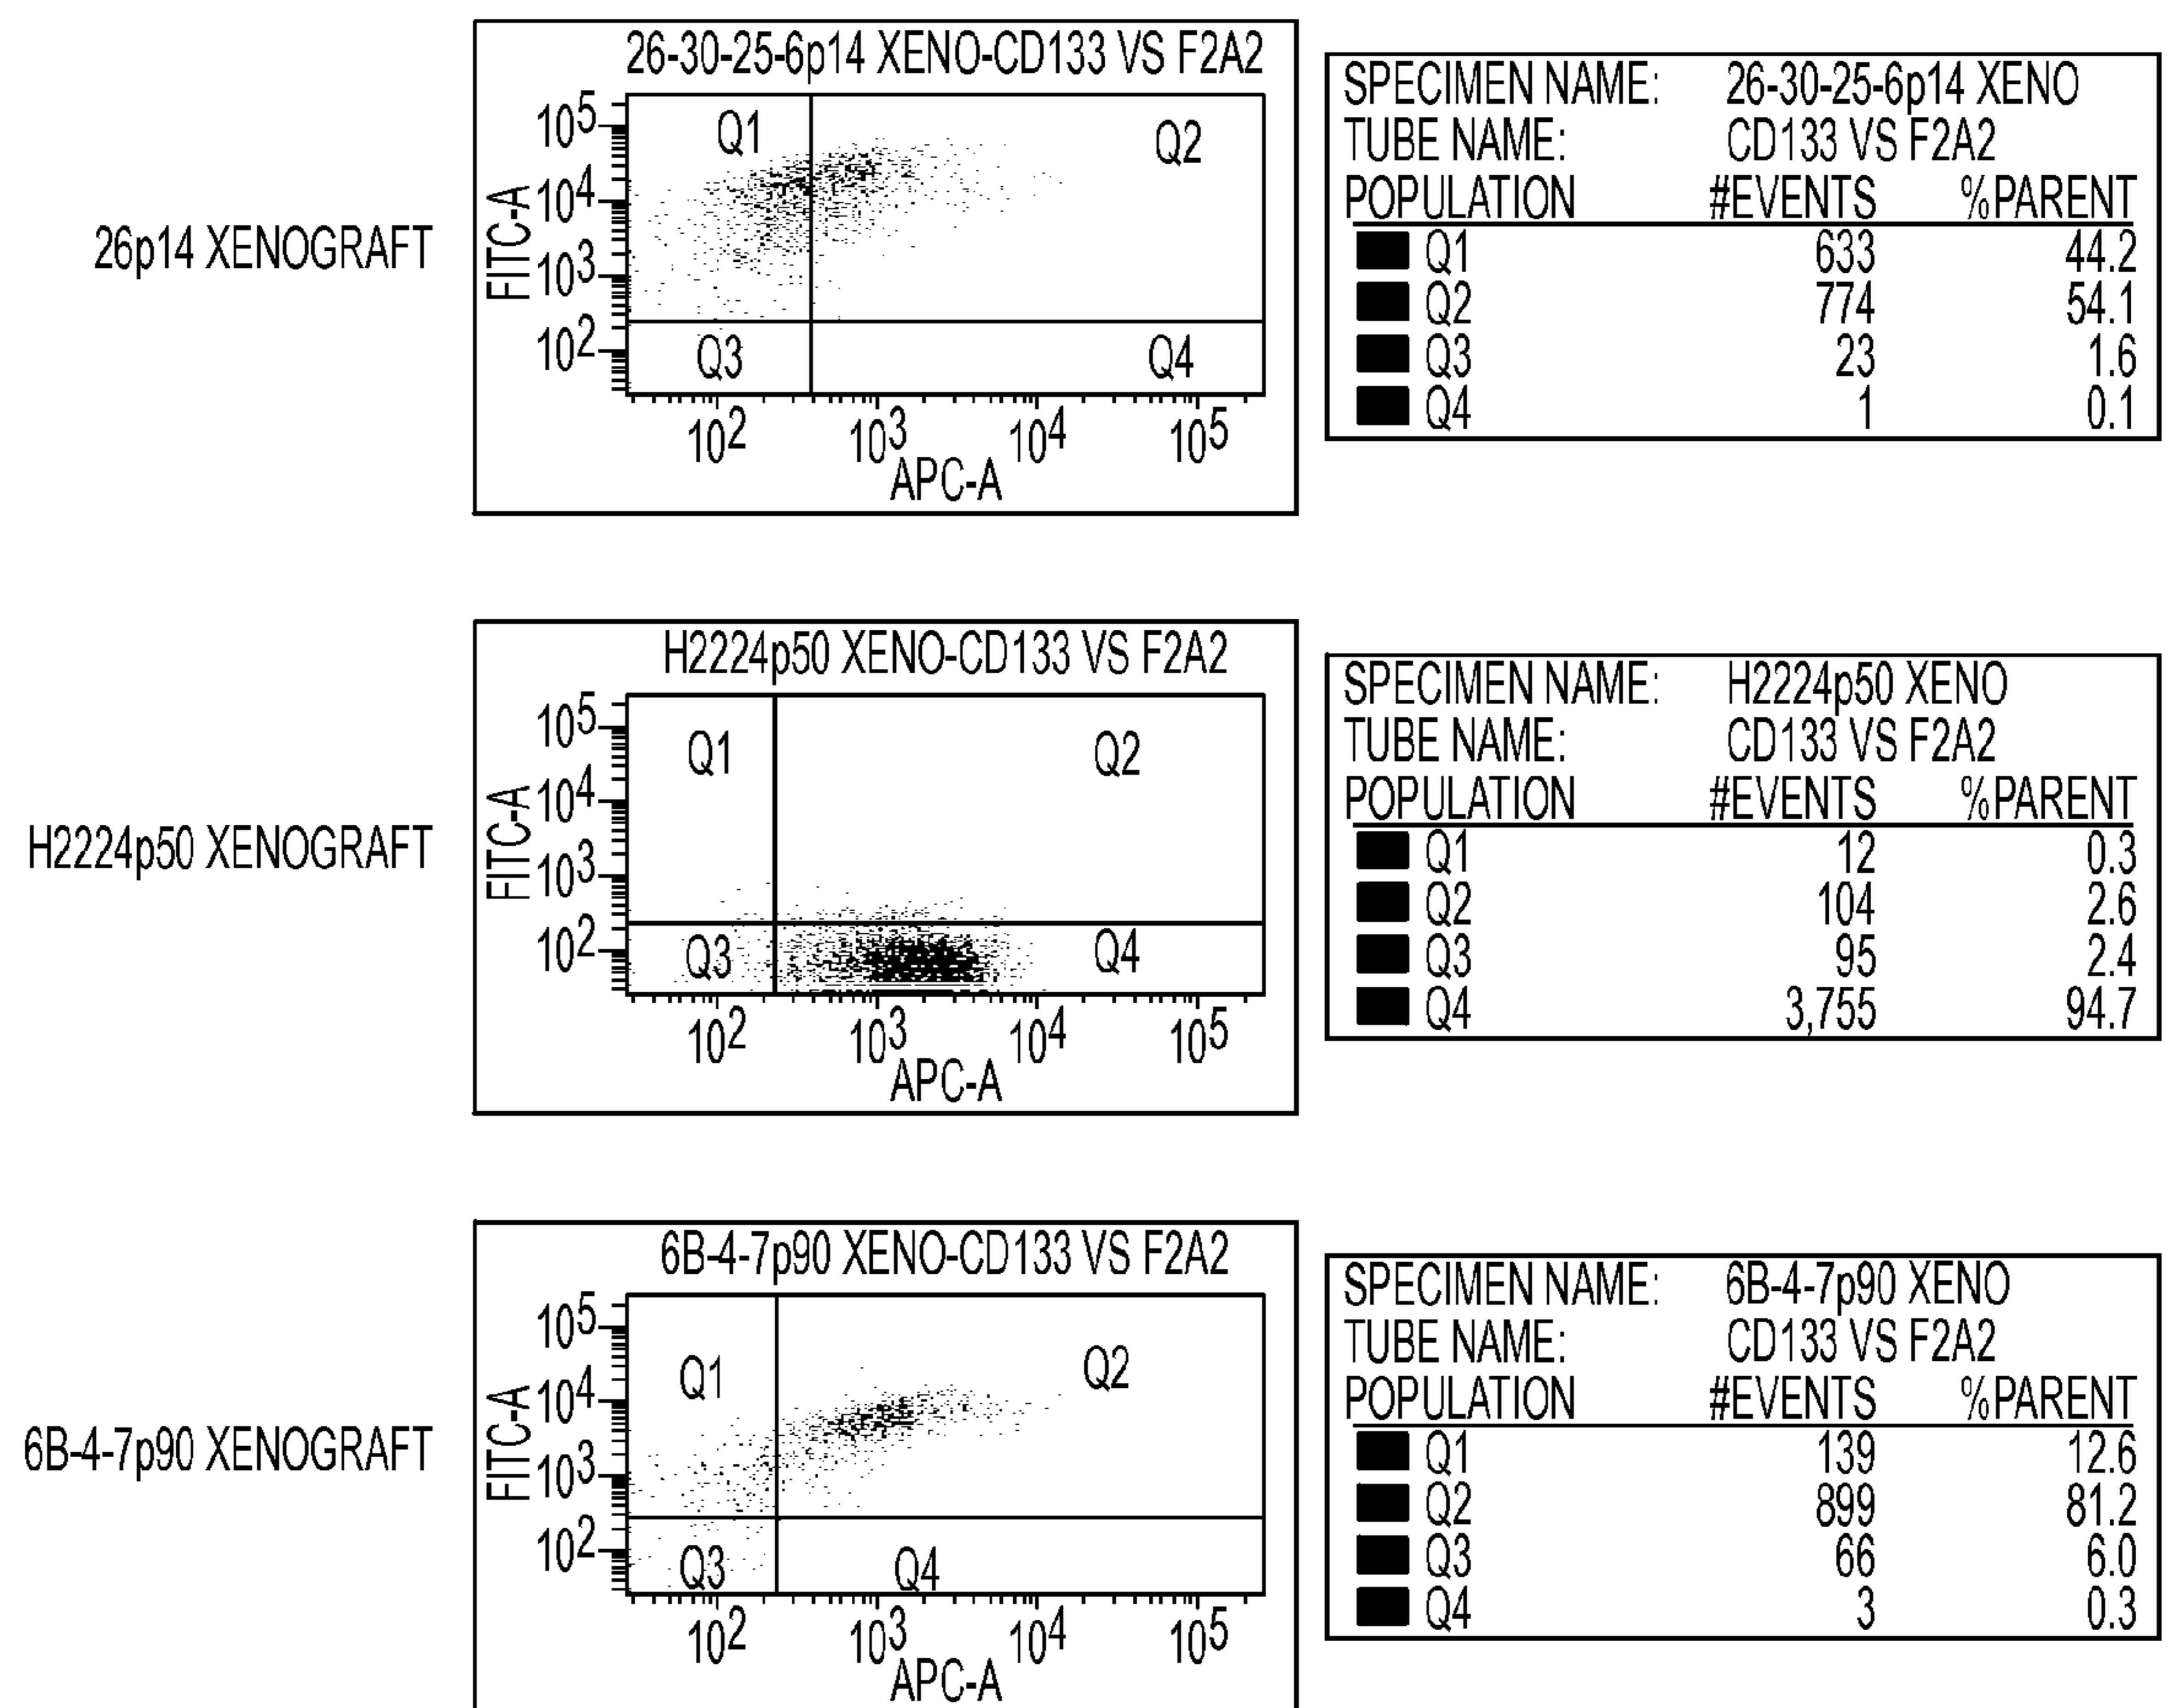 26p14 XENOGRAFT
26-30-25-6p14 XENO-CD133 VS F2A2
Q1
Q2
Q3
Q4
FITC-A
10^5
10^4
10^3
10^2
10^2 10^3 10^4 10^5
APC-A
SPECIMEN NAME: 26-30-25-6p14 XENO
TUBE NAME: CD133 VS F2A2
POPULATION #EVENTS %PARENT
Q1 633 44.2
Q2 774 54.1
Q3 23 1.6
Q4 1 0.1
H2224p50 XENOGRAFT
H2224p50 XENO-CD133 VS F2A2
Q1
Q2
Q3
Q4
FITC-A
10^5
10^4
10^3
10^2
10^2 10^3 10^4 10^5
APC-A
SPECIMEN NAME: H2224p50 XENO
TUBE NAME: CD133 VS F2A2
POPULATION #EVENTS %PARENT
Q1 12 0.3
Q2 104 2.6
Q3 95 2.4
Q4 3,755 94.7
6B-4-7p90 XENOGRAFT
6B-4-7p90 XENO-CD133 VS F2A2
Q1
Q2
Q3
Q4
FITC-A
10^5
10^4
10^3
10^2
10^2 10^3 10^4 10^5
APC-A
SPECIMEN NAME: 6B-4-7p90 XENO
TUBE NAME: CD133 VS F2A2
POPULATION #EVENTS %PARENT
Q1 139 12.6
Q2 899 81.2
Q3 66 6.0
Q4 3 0.3